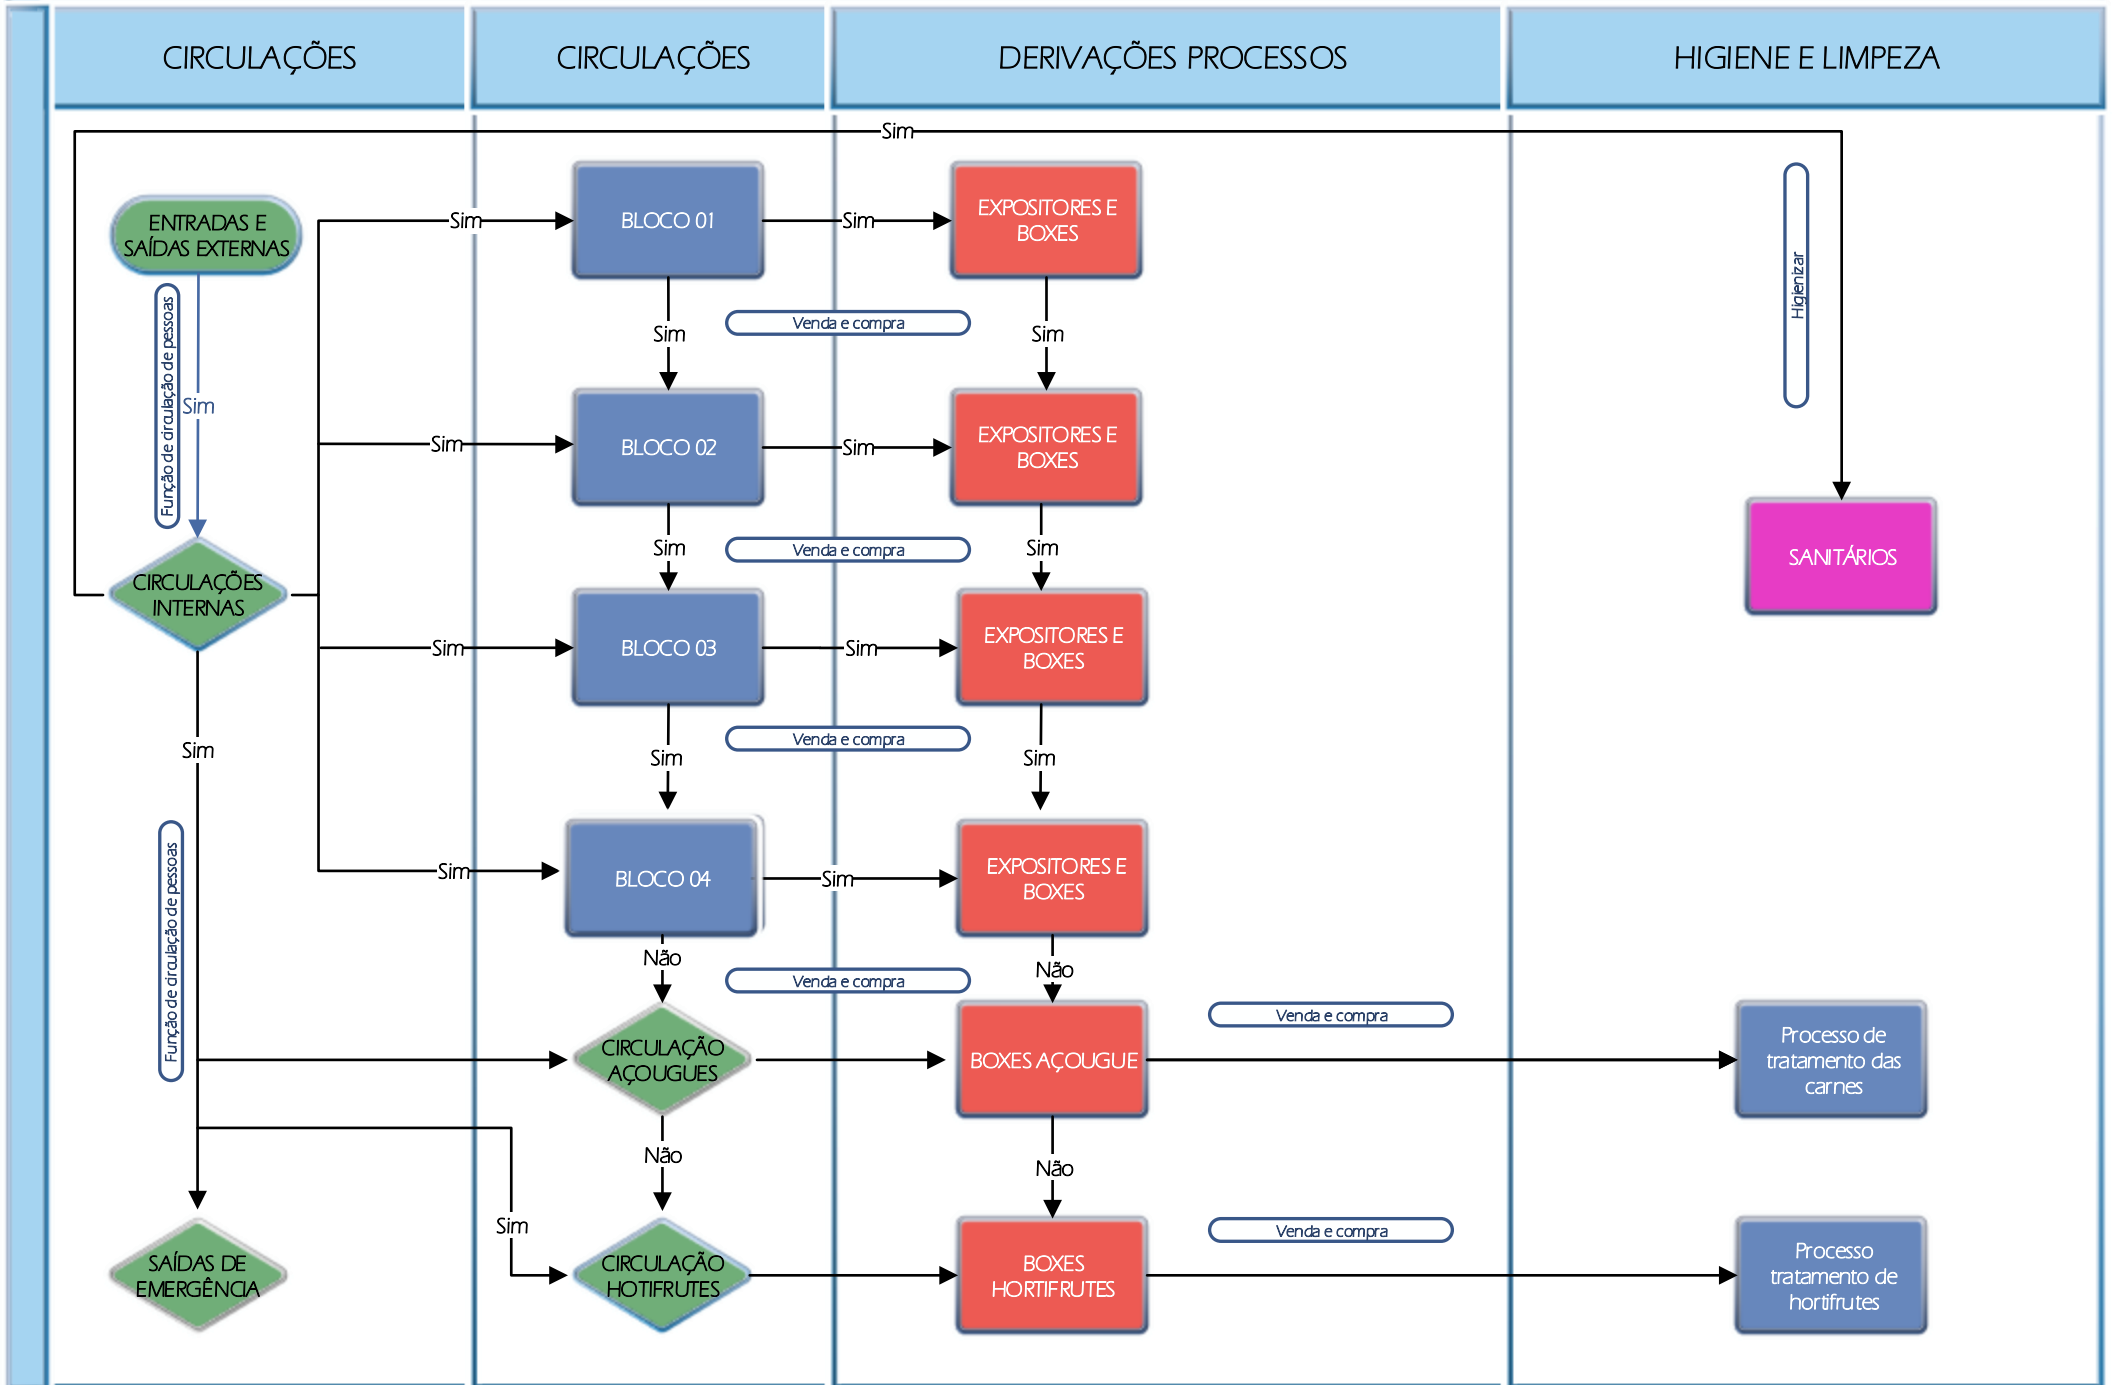 CIRCULAÇÕES
CIRCULAÇÕES
DERIVAÇÕES PROCESSOS
HIGIENE E LIMPEZA
Sim
ENTRADAS E
SAÍDAS EXTERNAS
Sim
BLOCO 01
Sim
EXPOSITORES E
BOXES
Higienizar
Função de circulação de pessoas
Sim
Sim
Venda e compra
Sim
Sim
BLOCO 02
Sim
EXPOSITORES E
BOXES
Sim
Venda e compra
Sim
SANITÁRIOS
CIRCULAÇÕES
INTERNAS
Sim
BLOCO 03
Sim
EXPOSITORES E
BOXES
Sim
Sim
Venda e compra
Sim
Função de circulação de pessoas
Sim
BLOCO 04
Sim
EXPOSITORES E
BOXES
Não
Venda e compra
Não
Venda e compra
CIRCULAÇÃO
AÇOUGUES
BOXES AÇOUGUE
Processo de
tratamento das
carnes
Não
Não
Sim
Venda e compra
SAÍDAS DE
EMERGÊNCIA
CIRCULAÇÃO
HOTIFRUTES
BOXES
HORTIFRUTES
Processo
tratamento de
hortifrutes